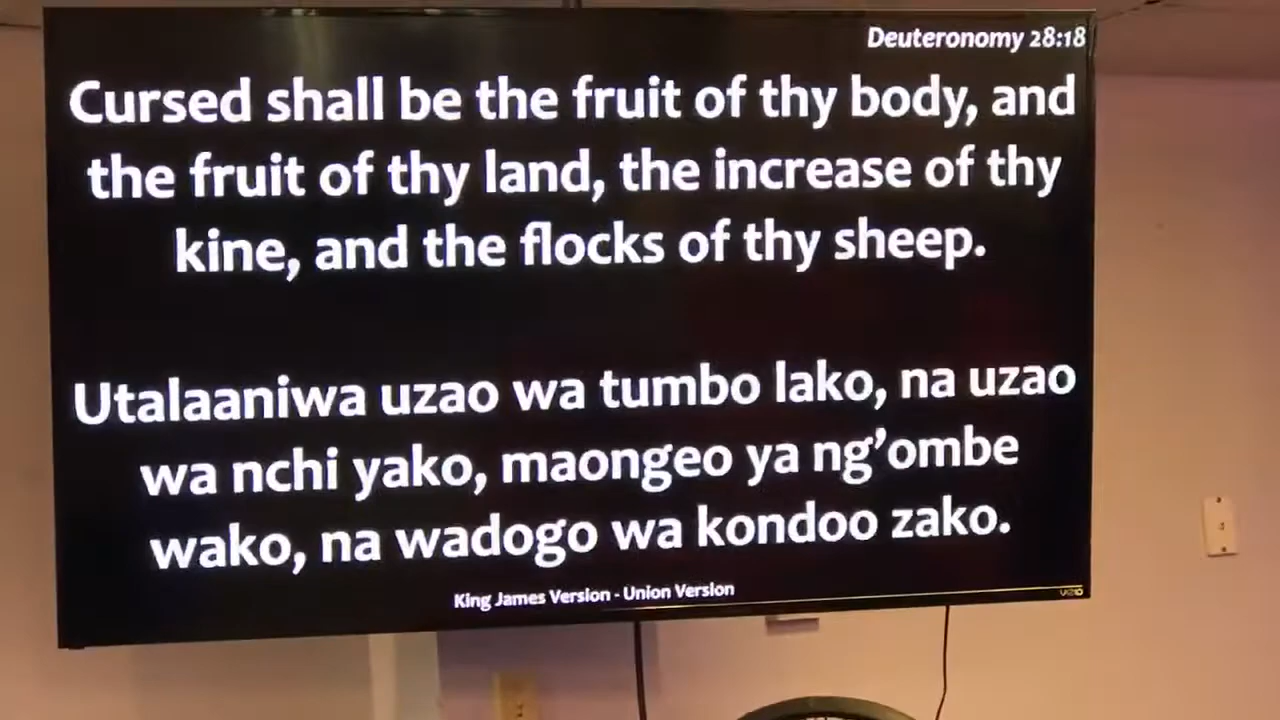 Deuteronomy 28:18
Cursed shall be the fruit of thy body, and
the fruit of thy land, the increase of thy
kine, and the flocks of thy sheep.
Utalaaniwa uzao wa tumbo lako, na uzao
wa nchi yako, maongeo ya ng’ombe
wako, na wadogo wa kondoo zako.
King James Version - Union Version
VIZIO